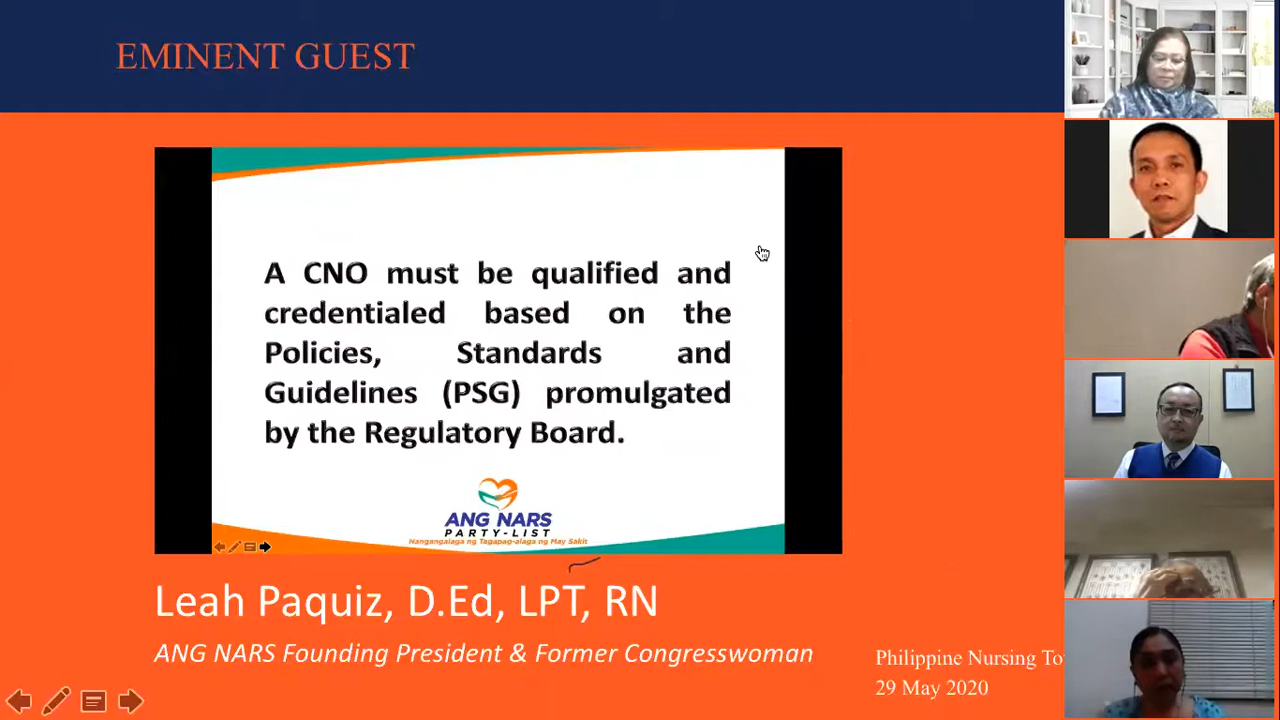 EMINENT GUEST
A CNO must be qualified and
credentialed based on the
Policies, Standards and
Guidelines (PSG) promulgated
by the Regulatory Board.
ANG NARS
PARTY-LIST
Nangangalaga ng Tagapag-alaga ng May Sakit
Leah Paquiz, D.Ed, LPT, RN
ANG NARS Founding President & Former Congresswoman
Philippine Nursing
29 May 2020